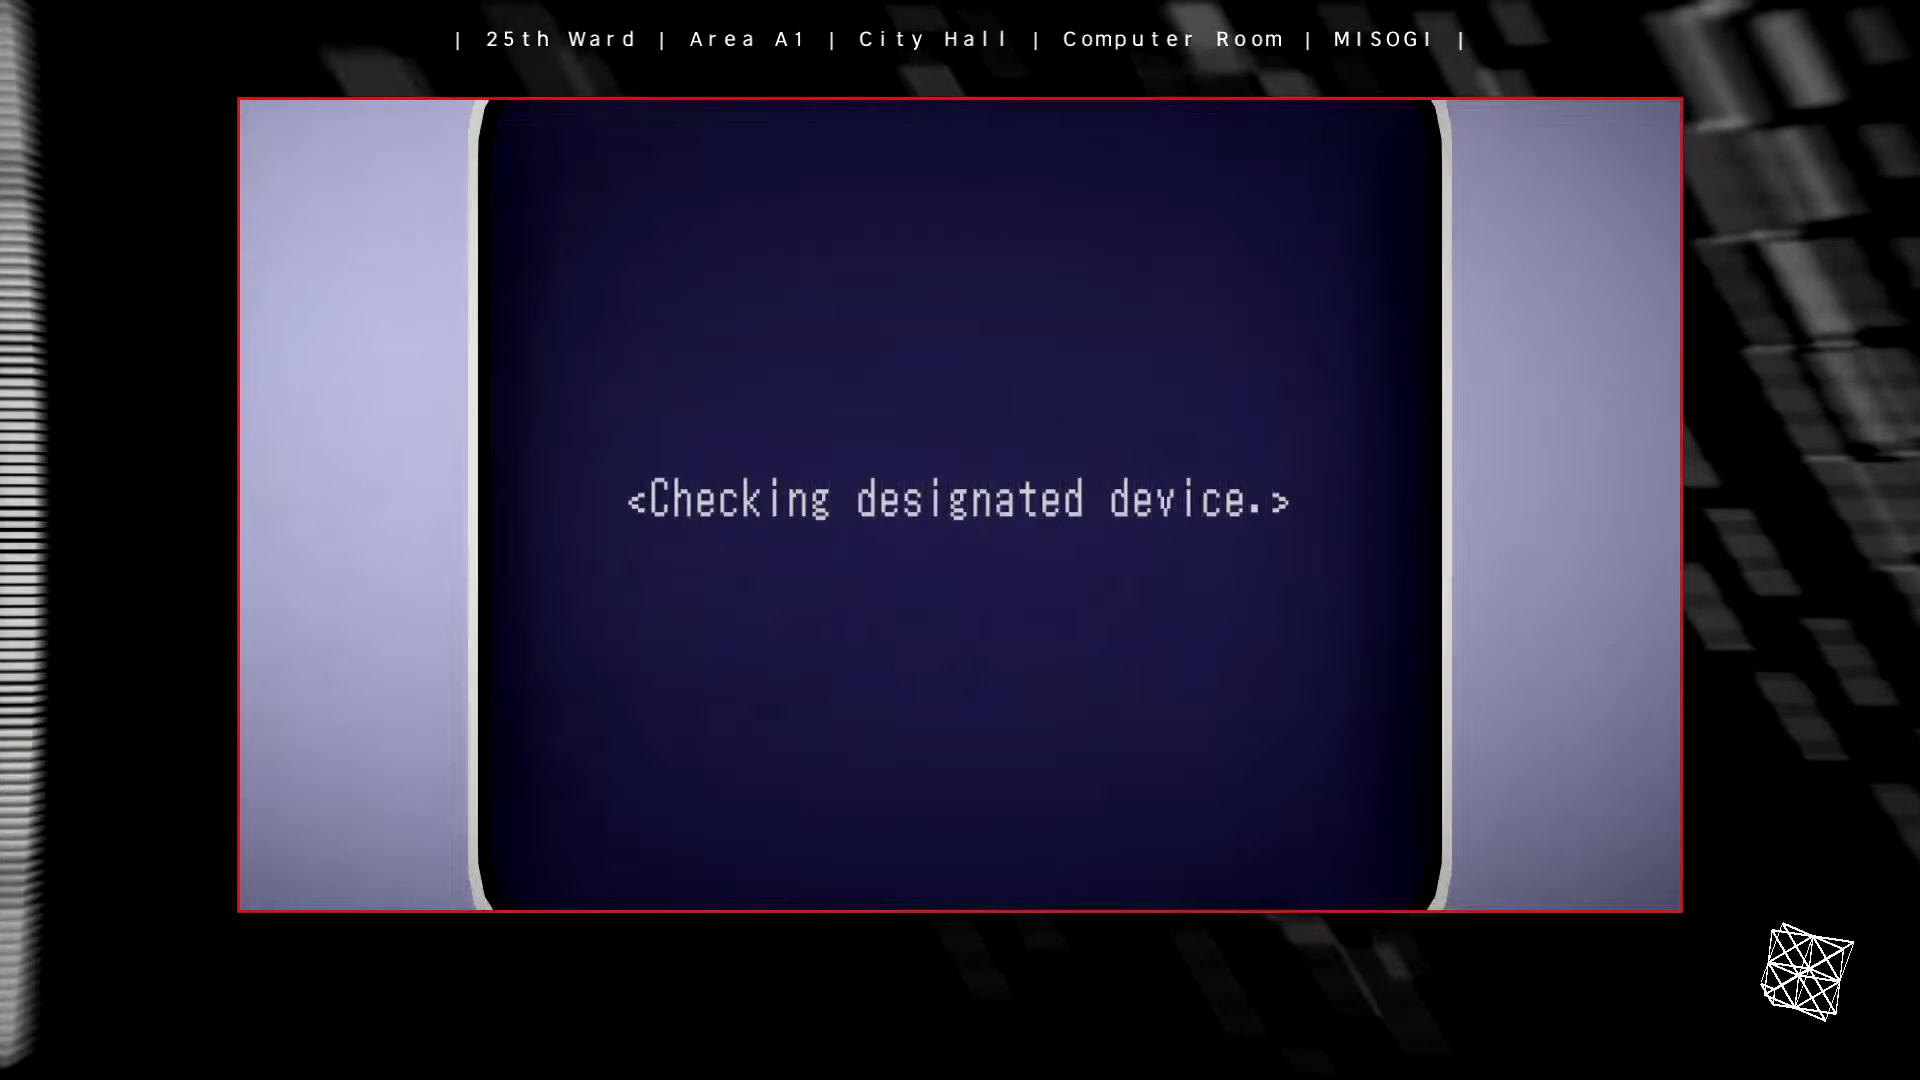 | 25th Ward | Area A1 | City Hall | Computer Room | MISOGI |
<Checking designated device.>